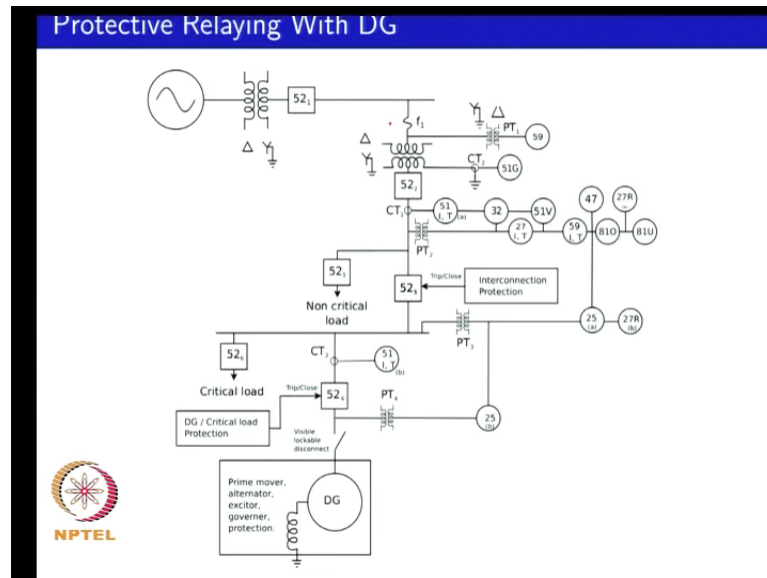 Protective Relaying With DG
52₁
f₁
Δ
PT₁
59
Δ
Δ
CT₂
51G
52₂
CT₁
51
I, T
(a)
32
51V
47
27R
(a)
27
I, T
59
I, T
81O
81U
PT₂
52₅
Non critical
load
52₃
Trip/Close
Interconnection
Protection
PT₃
25
(a)
27R
(b)
52₆
Critical load
CT₃
51
I, T
(b)
Trip/Close
52₄
PT₄
25
(b)
DG / Critical load
Protection
Visible
lockable
disconnect
Prime mover,
alternator,
excitor,
governer,
protection.
DG
NPTEL